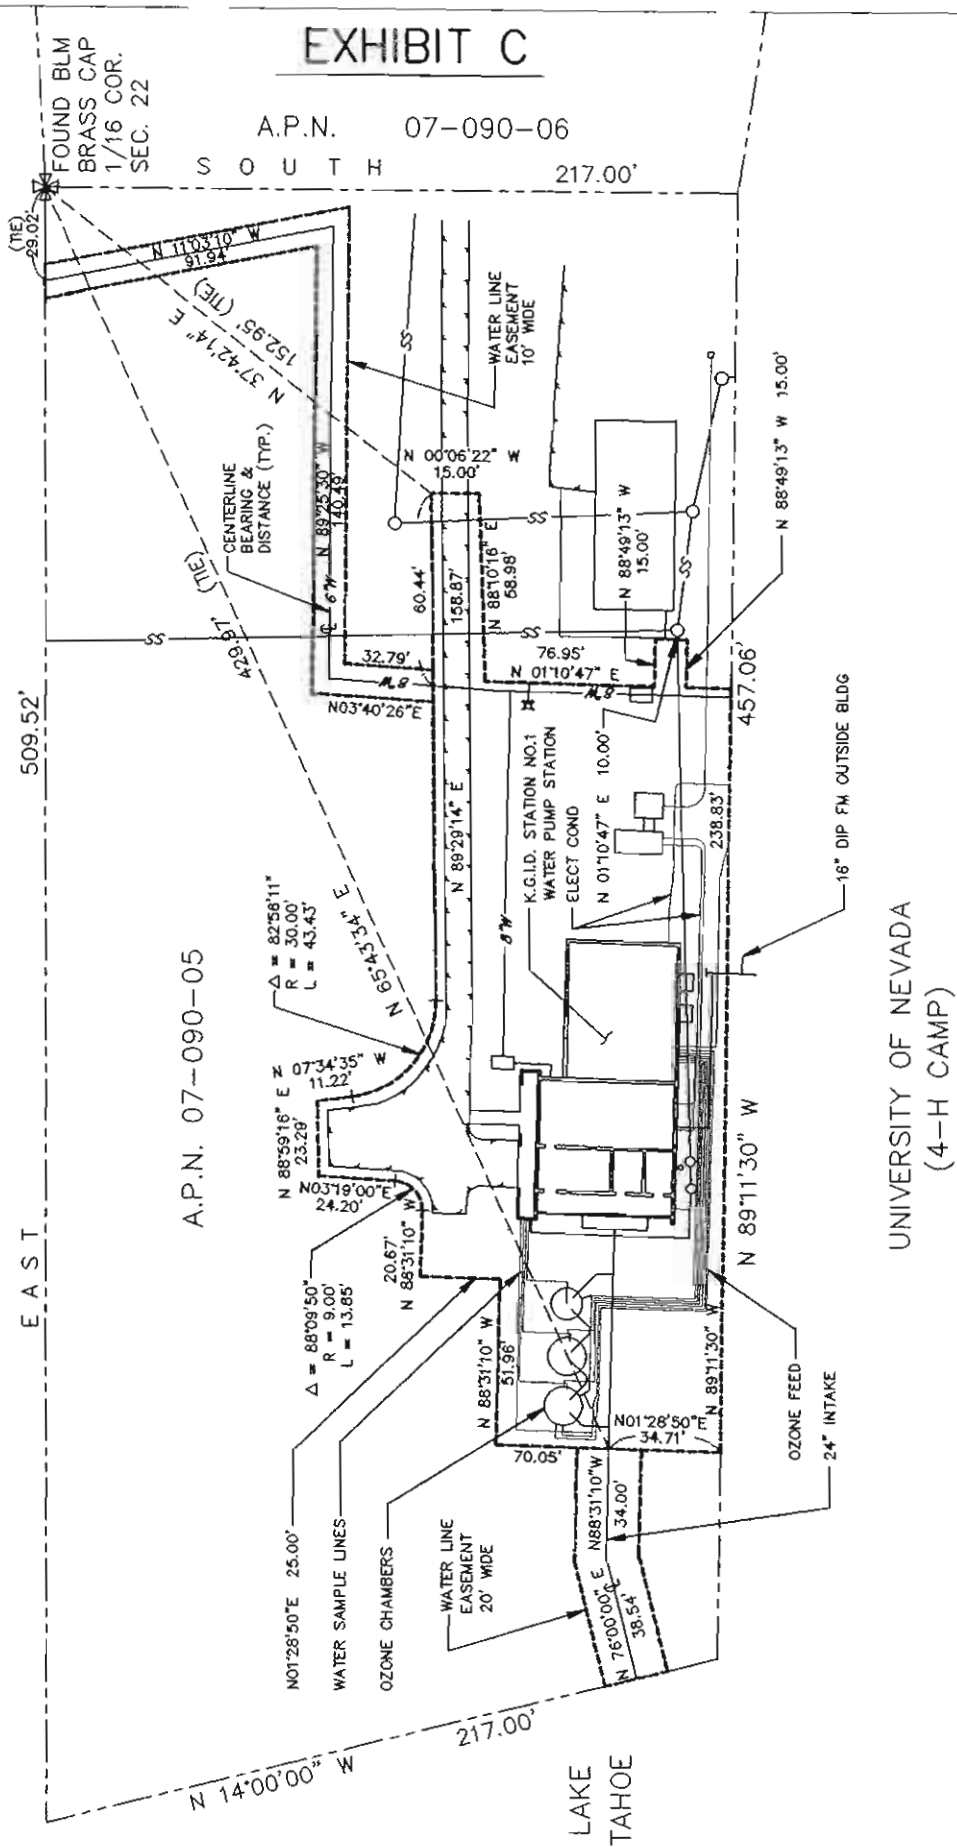 EXHIBIT C
A.P.N. 07-090-06
FOUND BLM
BRASS CAP
1/16 COR.
SEC. 22
S O U T H
217.00'
(TIE)
29.02'
N 11°03'10" W
91.94'
N 37°42'14" E
152.95' (TIE)
SS
WATER LINE
EASEMENT
10' WIDE
CENTERLINE
BEARING &
DISTANCE (TYP.)
N 89°25'30" W
140.49'
6"W
N 00°06'22" W
15.00'
SS
N 88°49'13" W
15.00'
N 88°49'13" W 15.00'
SS
429.97' (TIE)
SS
60.44'
158.87'
N 88°10'16" E
58.98'
SS
32.79'
N03°40'26"E
8"W
76.95'
N 01°10'47" E
8"W
509.52'
457.06'
K.G.I.D. STATION NO.1
WATER PUMP STATION
ELECT COND
N 01°10'47" E 10.00'
238.83'
16" DIP FM OUTSIDE BLDG
N 89°29'14" E
8"W
A.P.N. 07-090-05
Δ = 82°58'11"
R = 30.00'
L = 43.43'
N 65°43'34" E
N 07°34'35" W
11.22'
N 88°59'16" E
23.29'
N03°19'00"E
24.20'
20.67'
N 88°31'10" W
N 89°11'30" W
UNIVERSITY OF NEVADA
(4-H CAMP)
E A S T
Δ = 88°09'50"
R = 9.00'
L = 13.85'
N 88°31'10" W
51.96'
N 89°11'30" W
N01°28'50"E
34.71'
70.05'
OZONE FEED
24" INTAKE
N01°28'50"E 25.00'
WATER SAMPLE LINES
OZONE CHAMBERS
WATER LINE
EASEMENT
20' WIDE
N88°31'10"W
34.00'
N 76°00'00" E
38.54'
N 14°00'00" W
217.00'
LAKE
TAHOE